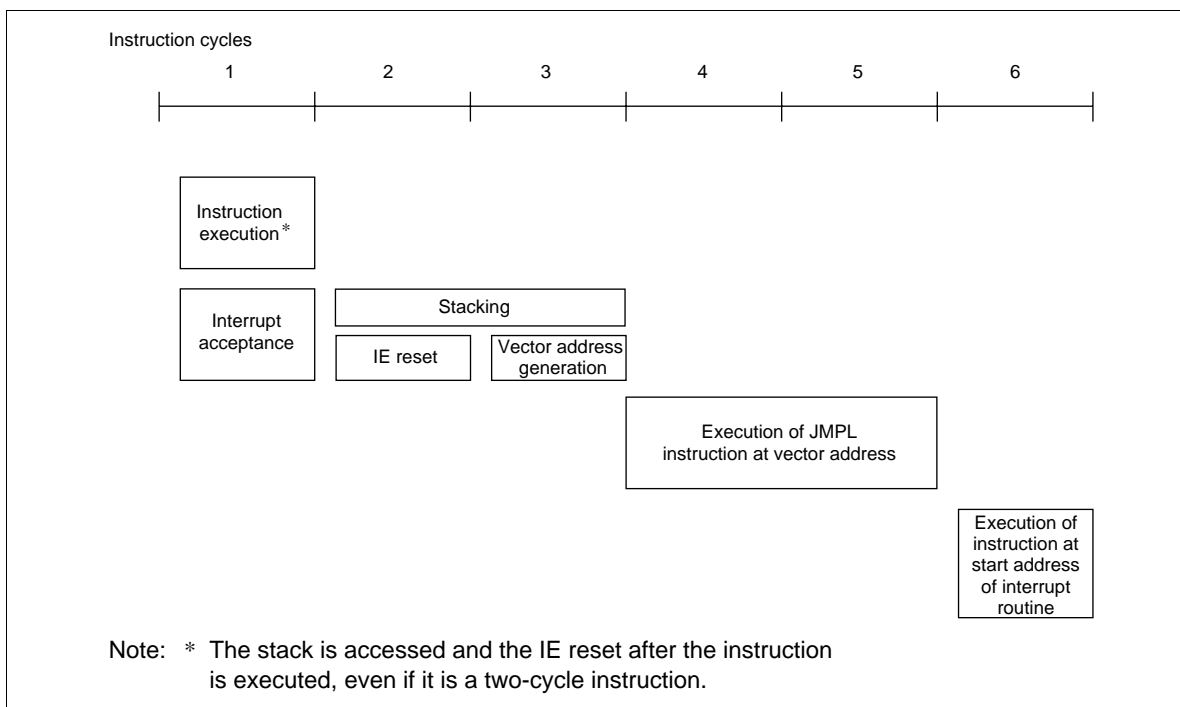 Instruction cycles
1 2 3 4 5 6
Instruction
execution*
Interrupt
acceptance
Stacking
IE reset
Vector address
generation
Execution of JMPL
instruction at vector address
Execution of
instruction at
start address
of interrupt
routine
Note: * The stack is accessed and the IE reset after the instruction
is executed, even if it is a two-cycle instruction.